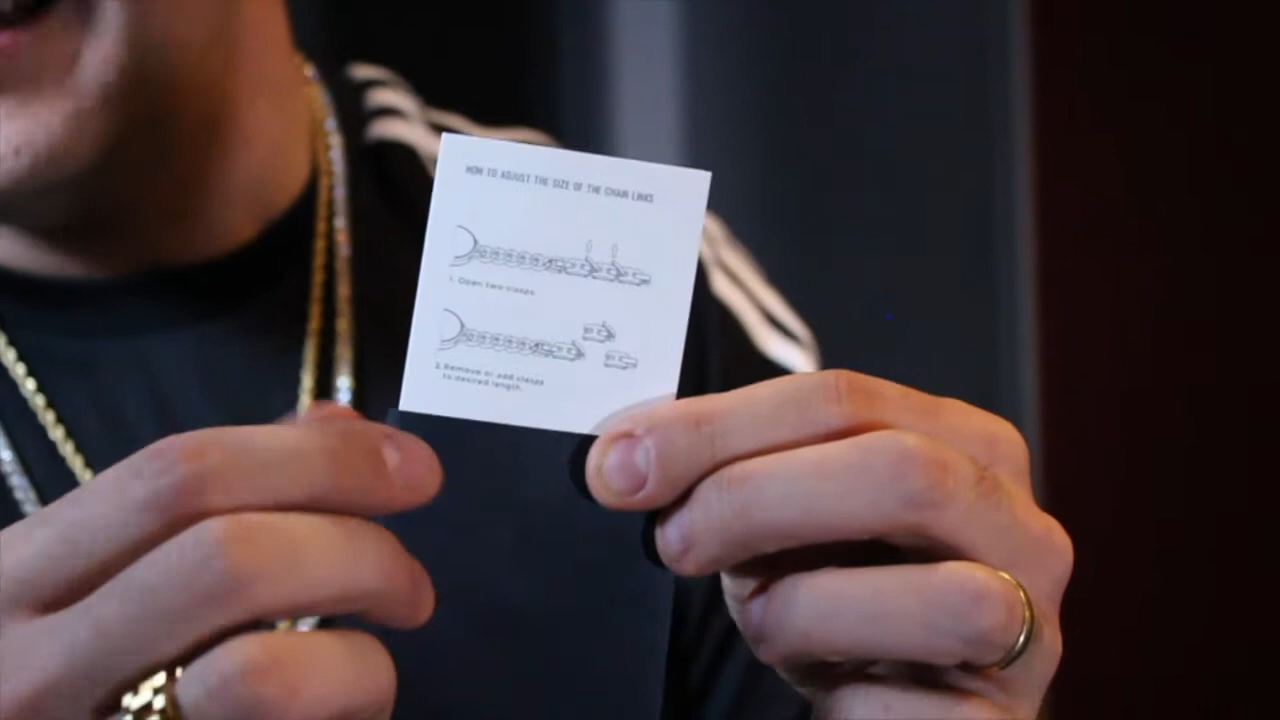 HOW TO ADJUST THE SIZE OF THE CHAIN LINKS
1. Open two clasps
2. Remove or add clasps
to desired length.